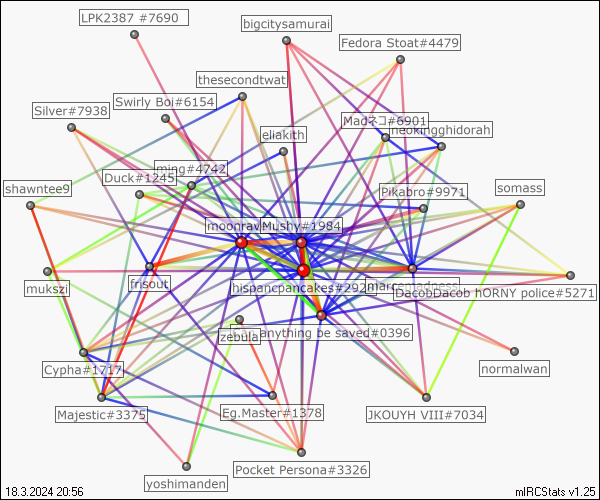 LPK2387 #7690
bigcitysamurai
Fedora Stoat#4479
thesecondtwat
Swirly Boi#6154
Silver#7938
Madネコ#6901
neokingghidorah
eliakith
ming#4742
Duck#1245
shawntee9
Pikabro#9971
somass
moonrav
Mushy#1984
mukszi
frisout
hispancpancakes#292
marcemadness
DacobDacob hORNY police#5271
anything be saved#0396
zebula
normalwan
Cypha#1717
Majestic#3375
Eg.Master#1378
JKOUYH VIII#7034
yoshimanden
Pocket Persona#3326
18.3.2024 20:56
mIRCStats v1.25